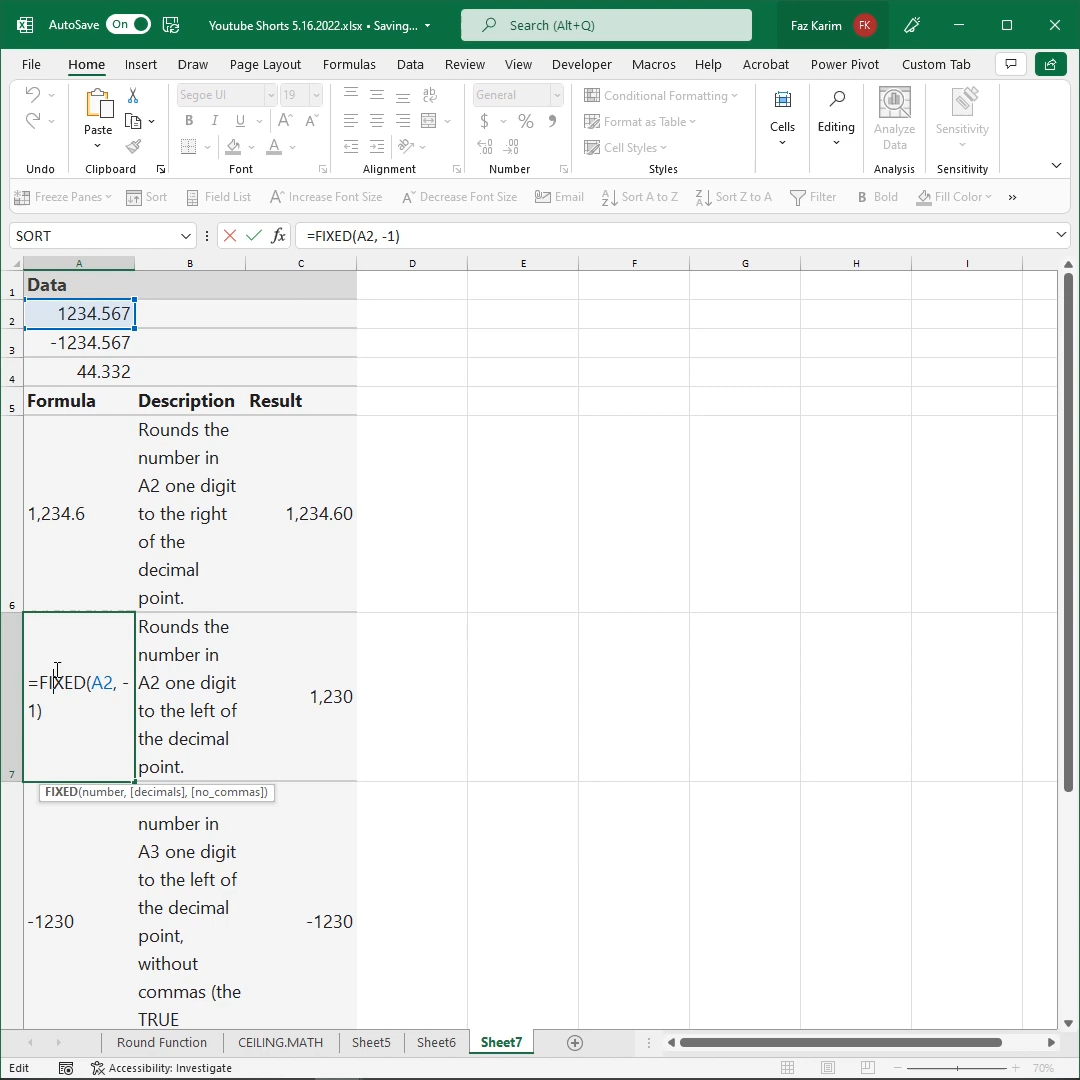 AutoSave On Youtube Shorts 5.16.2022.xlsx • Saving... Search (Alt+Q) Faz Karim FK
File Home Insert Draw Page Layout Formulas Data Review View Developer Macros Help Acrobat Power Pivot Custom Tab
Segoe UI 19 General Conditional Formatting
Paste B I U A A $ % 9 Format as Table Cells Editing Analyze Data Sensitivity
Cell Styles
Undo Clipboard Font Alignment Number Styles Analysis Sensitivity
Freeze Panes Sort Field List Increase Font Size Decrease Font Size Email Sort A to Z Sort Z to A Filter B Bold Fill Color »
SORT fx =FIXED(A2, -1)
A B C D E F G H I
1 Data
2 1234.567
3 -1234.567
4 44.332
5 Formula Description Result
Rounds the
number in
A2 one digit
1,234.6 to the right 1,234.60
of the
decimal
6 point.
Rounds the
number in
=FIXED(A2, - A2 one digit 1,230
1) to the left of
the decimal
7 point.
FIXED(number, [decimals], [no_commas])
number in
A3 one digit
to the left of
the decimal
-1230 point, -1230
without
commas (the
TRUE
Round Function CEILING.MATH Sheet5 Sheet6 Sheet7
Edit Accessibility: Investigate 70%